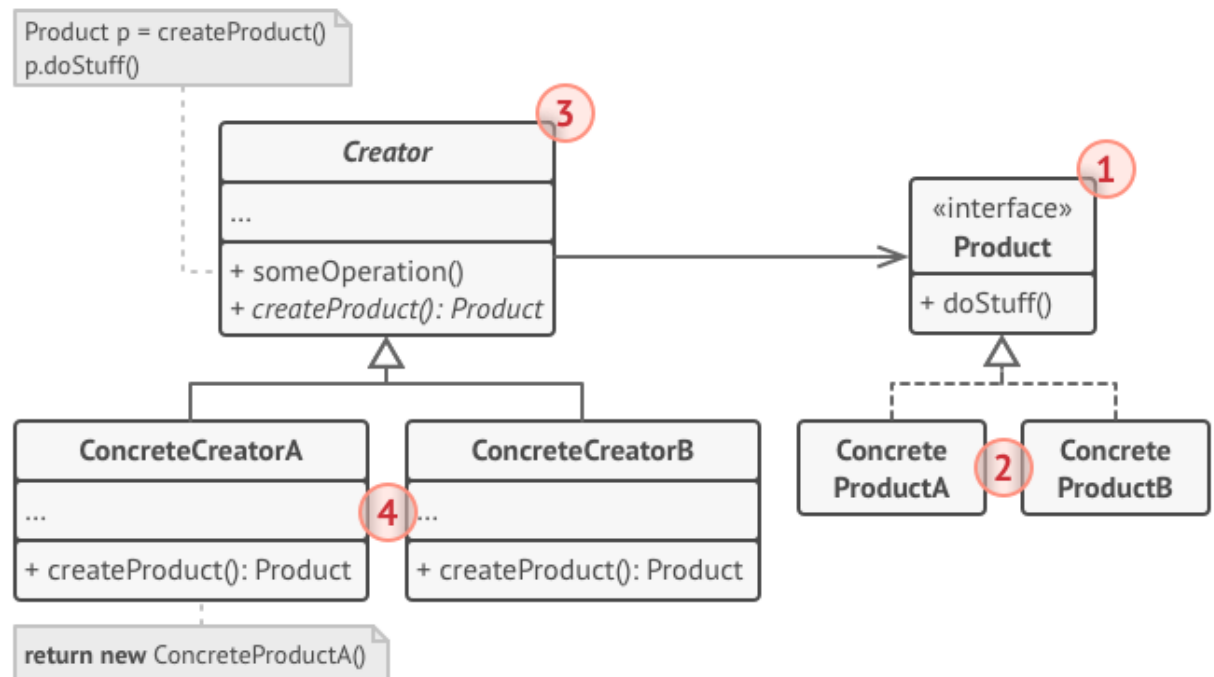 Product p = createProduct()
p.doStuff()
3
Creator
...
+ someOperation()
+ createProduct(): Product
1
«interface»
Product
+ doStuff()
ConcreteCreatorA
...
+ createProduct(): Product
4
ConcreteCreatorB
...
+ createProduct(): Product
Concrete
ProductA
2
Concrete
ProductB
return new ConcreteProductA()